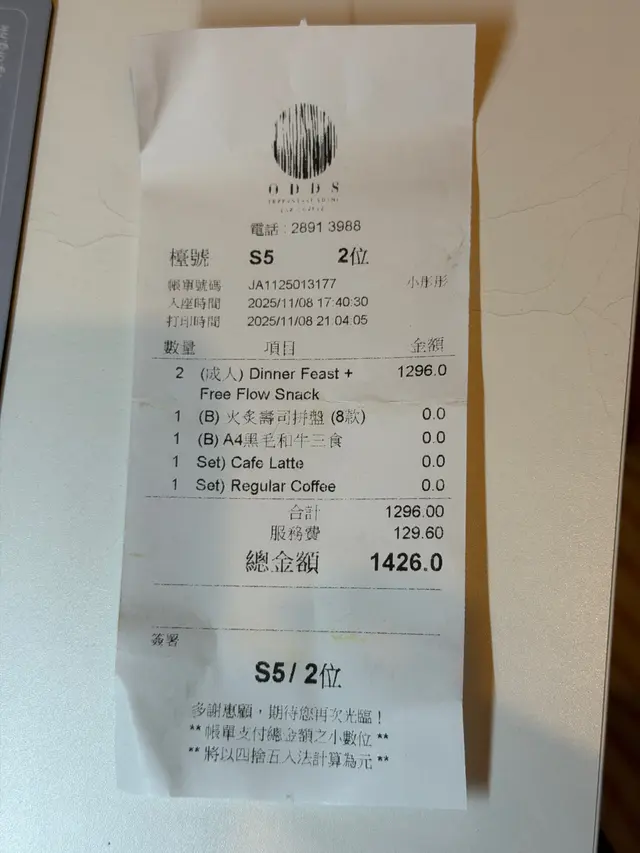 ODDS
電話 : 2891 3988
檯號 S5 2位
帳單號碼 JA1125013177 小彤彤
入座時間 2025/11/08 17:40:30
打印時間 2025/11/08 21:04:05
數量 項目 金額
2 (成人) Dinner Feast + 1296.0
Free Flow Snack
1 (B) 火炙壽司拼盤 (8款) 0.0
1 (B) A4黑毛和牛三食 0.0
1 Set) Cafe Latte 0.0
1 Set) Regular Coffee 0.0
合計 1296.00
服務費 129.60
總金額 1426.0
簽署
S5 / 2位
多謝惠顧，期待您再次光臨！
** 帳單支付總金額之小數位 **
** 將以四捨五入法計算為元 **